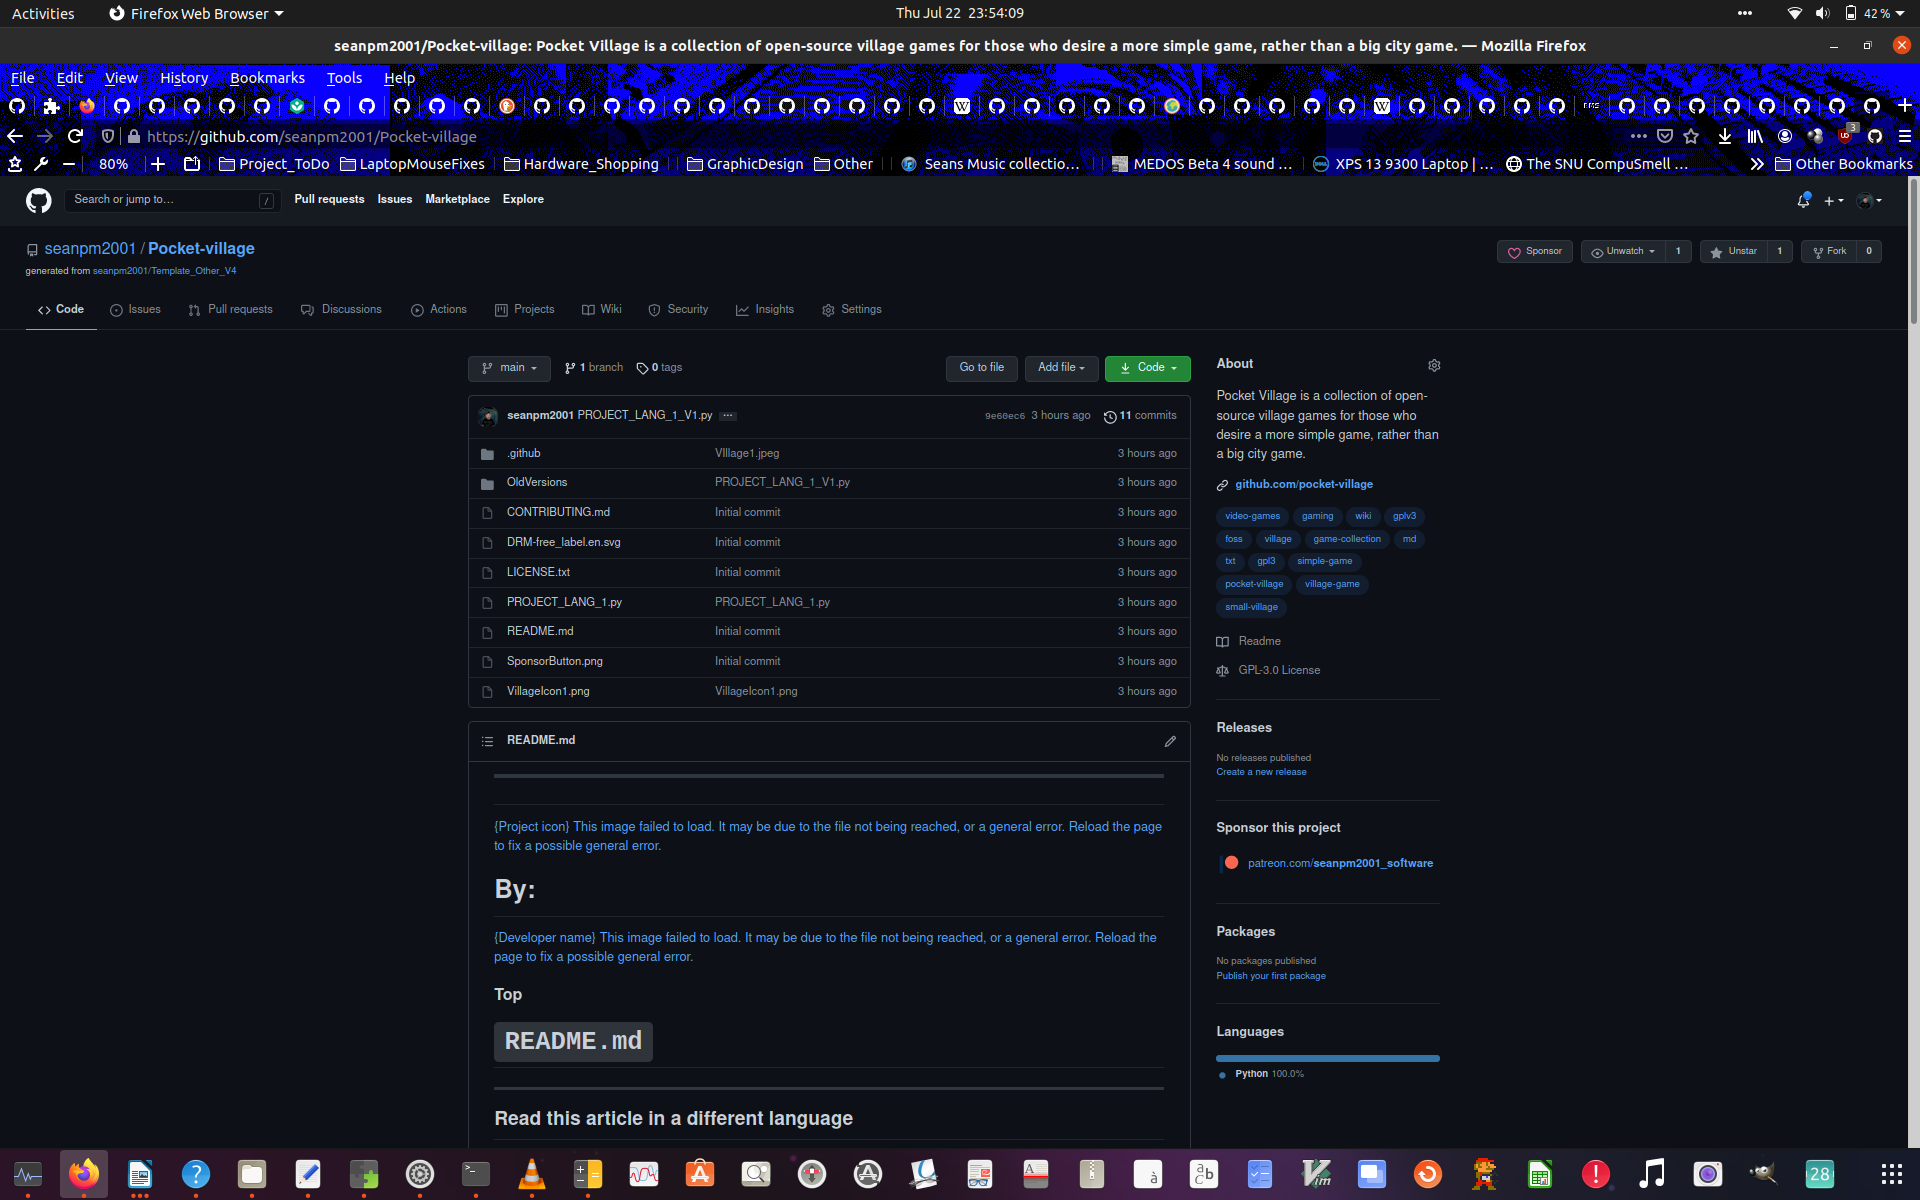 Activities Firefox Web Browser Thu Jul 22 23:54:09 42 %
seanpm2001/Pocket-village: Pocket Village is a collection of open-source village games for those who desire a more simple game, rather than a big city game. — Mozilla Firefox
File Edit View History Bookmarks Tools Help
https://github.com/seanpm2001/Pocket-village 3
80% Project_ToDo LaptopMouseFixes Hardware_Shopping GraphicDesign Other Seans Music collectio… MEDOS Beta 4 sound … XPS 13 9300 Laptop | … The SNU CompuSmell … Other Bookmarks
Search or jump to… / Pull requests Issues Marketplace Explore
seanpm2001 / Pocket-village Sponsor Unwatch 1 Unstar 1 Fork 0
generated from seanpm2001/Template_Other_V4
Code Issues Pull requests Discussions Actions Projects Wiki Security Insights Settings
main 1 branch 0 tags Go to file Add file Code
seanpm2001 PROJECT_LANG_1_V1.py … 9e60ec6 3 hours ago 11 commits
.github VIllage1.jpeg 3 hours ago
OldVersions PROJECT_LANG_1_V1.py 3 hours ago
CONTRIBUTING.md Initial commit 3 hours ago
DRM-free_label.en.svg Initial commit 3 hours ago
LICENSE.txt Initial commit 3 hours ago
PROJECT_LANG_1.py PROJECT_LANG_1.py 3 hours ago
README.md Initial commit 3 hours ago
SponsorButton.png Initial commit 3 hours ago
VillageIcon1.png VillageIcon1.png 3 hours ago
README.md
{Project icon} This image failed to load. It may be due to the file not being reached, or a general error. Reload the page
to fix a possible general error.
By:
{Developer name} This image failed to load. It may be due to the file not being reached, or a general error. Reload the
page to fix a possible general error.
Top
README.md
Read this article in a different language
About
Pocket Village is a collection of open-
source village games for those who
desire a more simple game, rather than
a big city game.
github.com/pocket-village
video-games gaming wiki gplv3
foss village game-collection md
txt gpl3 simple-game
pocket-village village-game
small-village
Readme
GPL-3.0 License
Releases
No releases published
Create a new release
Sponsor this project
patreon.com/seanpm2001_software
Packages
No packages published
Publish your first package
Languages
Python 100.0%
28